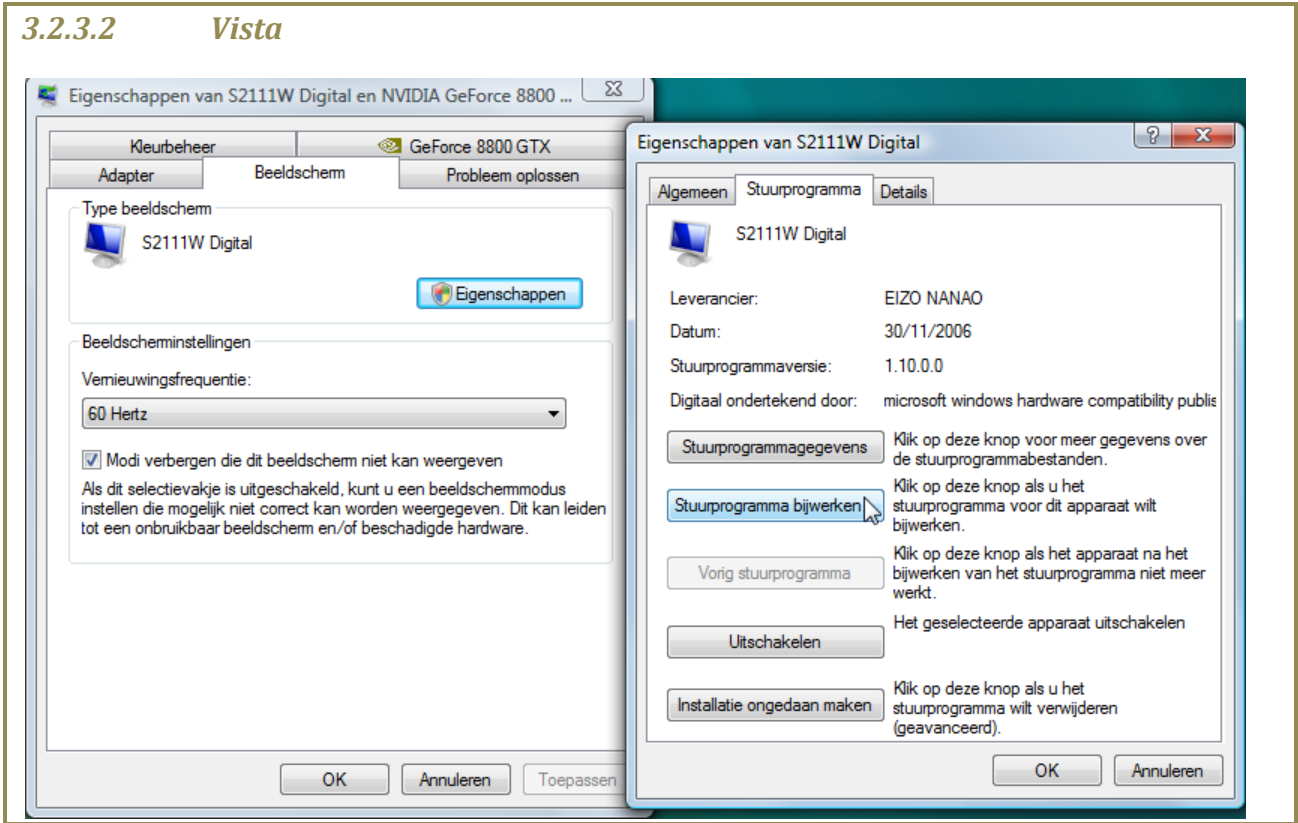 3.2.3.2 Vista
Eigenschappen van S2111W Digital en NVIDIA GeForce 8800 ...
Kleurbeheer
GeForce 8800 GTX
Adapter
Beeldscherm
Probleem oplossen
Type beeldscherm
S2111W Digital
Eigenschappen
Beeldscherminstellingen
Vernieuwingsfrequentie:
60 Hertz
Modi verbergen die dit beeldscherm niet kan weergeven
Als dit selectievakje is uitgeschakeld, kunt u een beeldschermmodus
instellen die mogelijk niet correct kan worden weergegeven. Dit kan leiden
tot een onbruikbaar beeldscherm en/of beschadigde hardware.
OK
Annuleren
Toepassen
Eigenschappen van S2111W Digital
Algemeen
Stuurprogramma
Details
S2111W Digital
Leverancier: EIZO NANAO
Datum: 30/11/2006
Stuurprogrammaversie: 1.10.0.0
Digitaal ondertekend door: microsoft windows hardware compatibility publis
Stuurprogrammagegevens
Klik op deze knop voor meer gegevens over
de stuurprogrammabestanden.
Stuurprogramma bijwerken
Klik op deze knop als u het
stuurprogramma voor dit apparaat wilt
bijwerken.
Vorig stuurprogramma
Klik op deze knop als het apparaat na het
bijwerken van het stuurprogramma niet meer
werkt.
Uitschakelen
Het geselecteerde apparaat uitschakelen
Installatie ongedaan maken
Klik op deze knop als u het
stuurprogramma wilt verwijderen
(geavanceerd).
OK
Annuleren